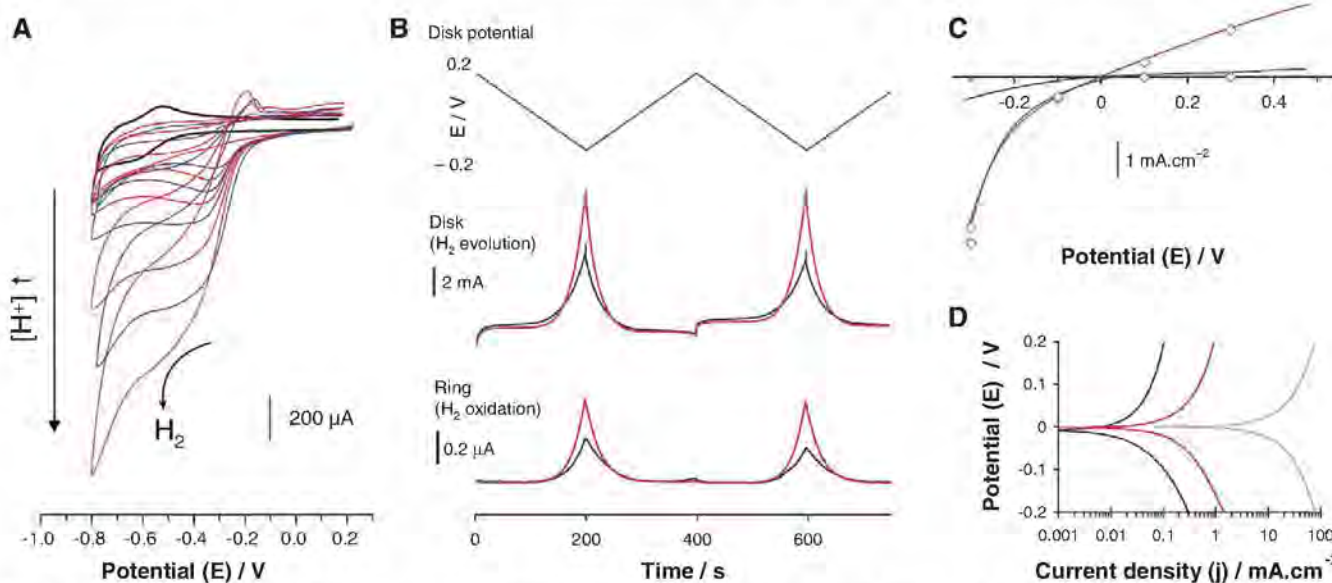 A
[H⁺] ↑
H₂
200 µA
-1.0 -0.8 -0.6 -0.4 -0.2 0.0 0.2
Potential (E) / V
B
Disk potential
0.2
E / V
– 0.2
Disk
(H₂ evolution)
2 mA
Ring
(H₂ oxidation)
0.2 µA
0 200 400 600
Time / s
C
-0.2 0 0.2 0.4
1 mA.cm⁻²
Potential (E) / V
D
Potential (E) / V
0.2
0.1
0
-0.1
-0.2
0.001 0.01 0.1 1 10 100
Current density (j) / mA.cm⁻